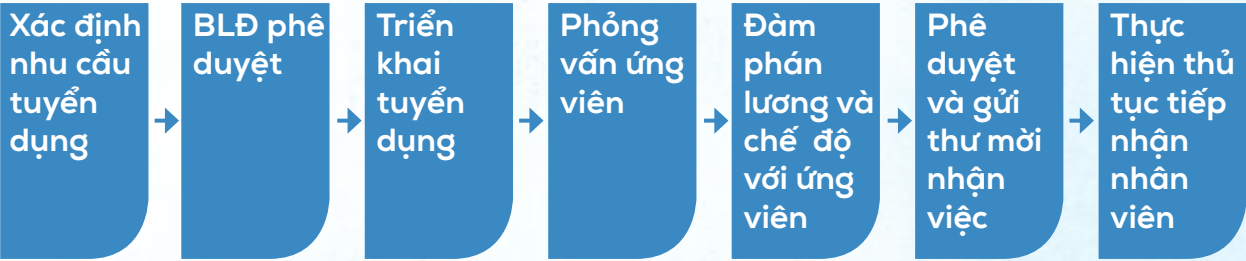 Xác định
nhu cầu
tuyển
dụng
BLĐ phê
duyệt
Triển
khai
tuyển
dụng
Phỏng
vấn ứng
viên
Đàm
phán
lương và
chế độ
với ứng
viên
Phê
duyệt
và gửi
thư mời
nhận
việc
Thực
hiện thủ
tục tiếp
nhận
nhân
viên